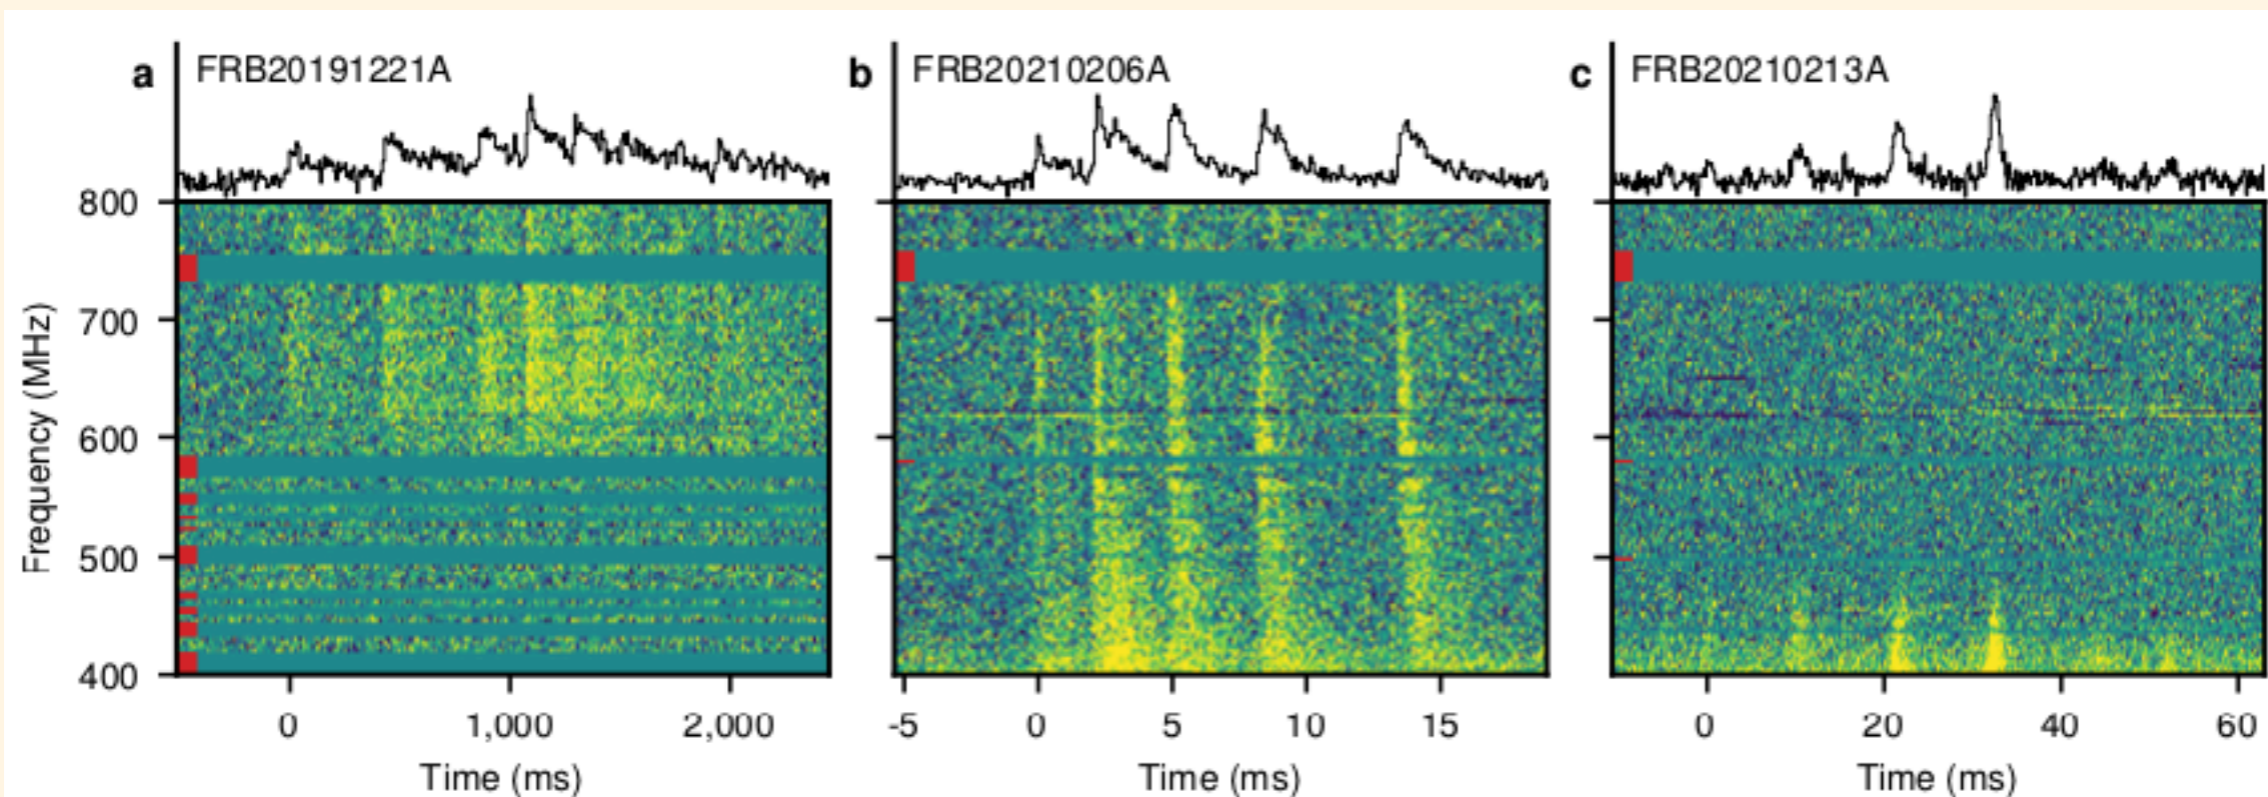 a FRB20191221A
b FRB20210206A
c FRB20210213A
Frequency (MHz)
800
700
600
500
400
0 1,000 2,000
-5 0 5 10 15
0 20 40 60
Time (ms)
Time (ms)
Time (ms)